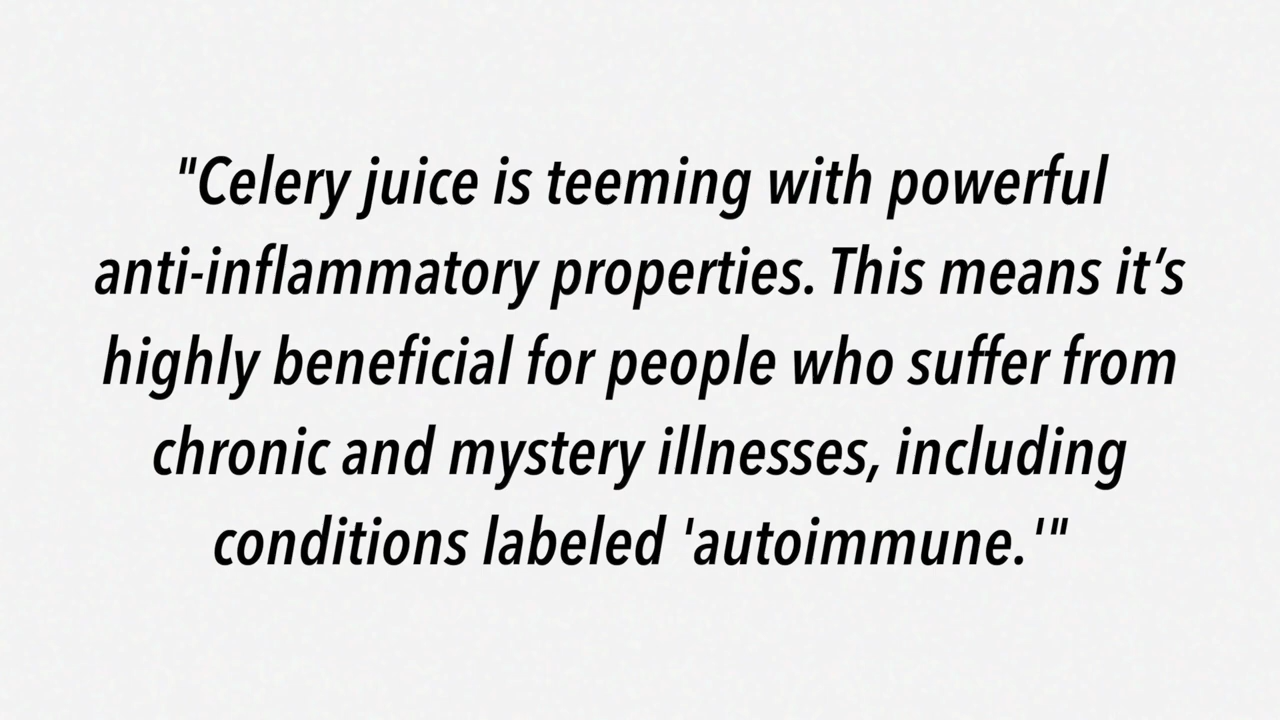 "Celery juice is teeming with powerful
anti-inflammatory properties. This means it’s
highly beneficial for people who suffer from
chronic and mystery illnesses, including
conditions labeled 'autoimmune.'"